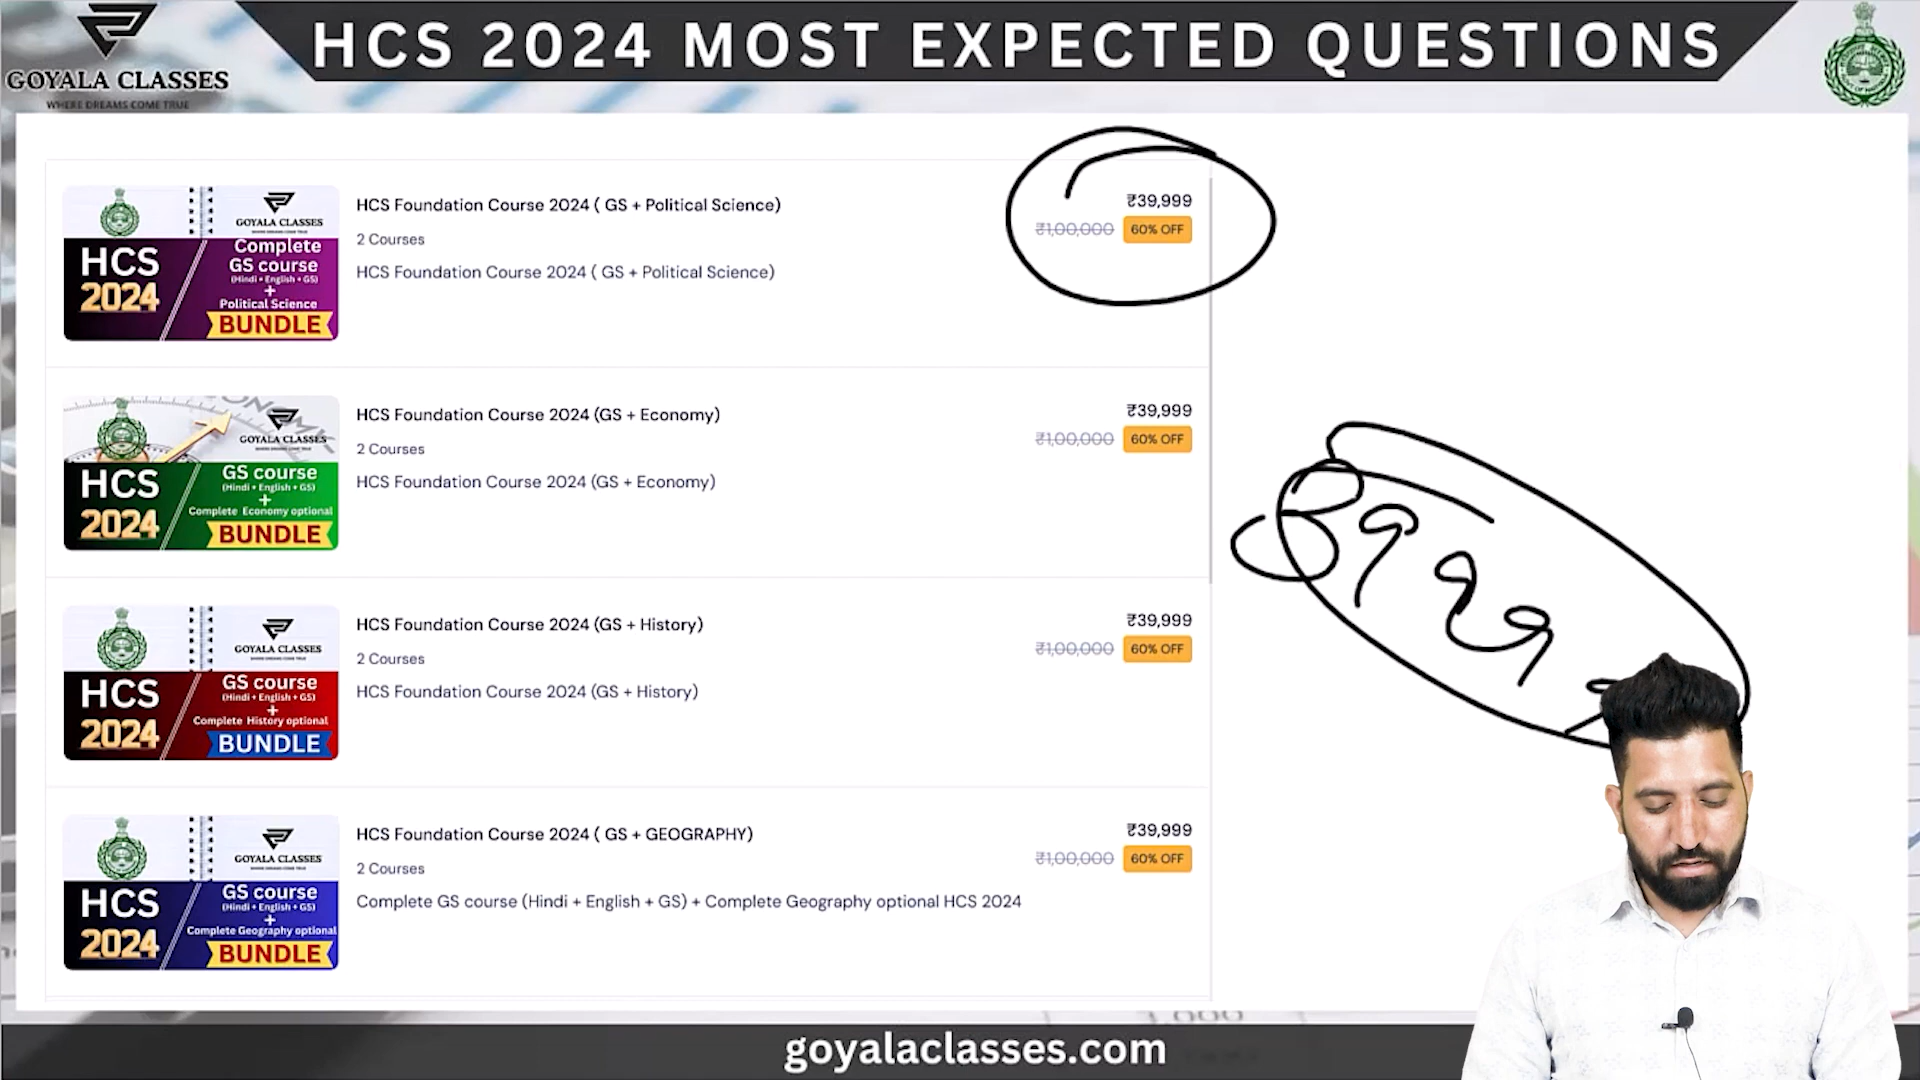 GOYALA CLASSES
WHERE DREAMS COME TRUE
HCS 2024 MOST EXPECTED QUESTIONS
GOYALA CLASSES
HCS
2024
Complete
GS course
(Hindi + English + GS)
+
Political Science
BUNDLE
HCS Foundation Course 2024 ( GS + Political Science)
2 Courses
HCS Foundation Course 2024 ( GS + Political Science)
₹39,999
₹1,00,000 60% OFF
GOYALA CLASSES
HCS
2024
GS course
(Hindi + English + GS)
+
Complete Economy optional
BUNDLE
HCS Foundation Course 2024 (GS + Economy)
2 Courses
HCS Foundation Course 2024 (GS + Economy)
₹39,999
₹1,00,000 60% OFF
GOYALA CLASSES
HCS
2024
GS course
(Hindi + English + GS)
+
Complete History optional
BUNDLE
HCS Foundation Course 2024 (GS + History)
2 Courses
HCS Foundation Course 2024 (GS + History)
₹39,999
₹1,00,000 60% OFF
GOYALA CLASSES
HCS
2024
GS course
(Hindi + English + GS)
+
Complete Geography optional
BUNDLE
HCS Foundation Course 2024 ( GS + GEOGRAPHY)
2 Courses
Complete GS course (Hindi + English + GS) + Complete Geography optional HCS 2024
₹39,999
₹1,00,000 60% OFF
goyalaclasses.com